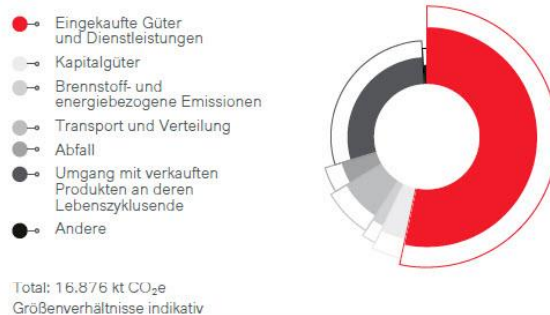 Eingekaufte Güter
und Dienstleistungen
Kapitalgüter
Brennstoff- und
energiebezogene Emissionen
Transport und Verteilung
Abfall
Umgang mit verkauften
Produkten an deren
Lebenszyklusende
Andere
Total: 16.876 kt CO₂e
Größenverhältnisse indikativ